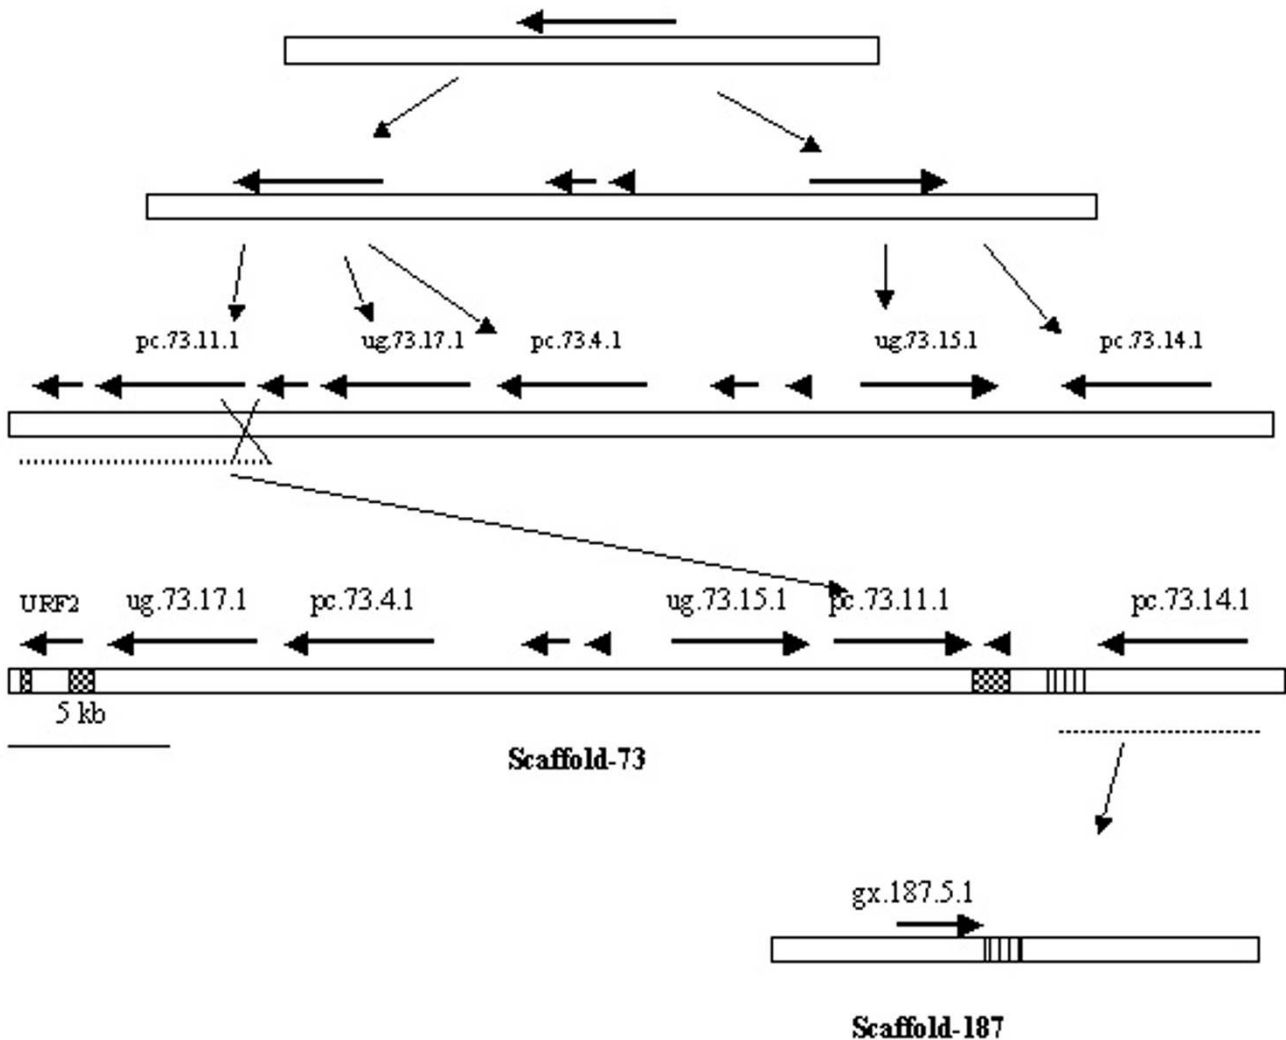 pc.73.11.1 ug.73.17.1 pc.73.4.1 ug.73.15.1 pc.73.14.1
URF2 ug.73.17.1 pc.73.4.1 ug.73.15.1 pc.73.11.1 pc.73.14.1
5 kb
Scaffold-73
gx.187.5.1
Scaffold-187